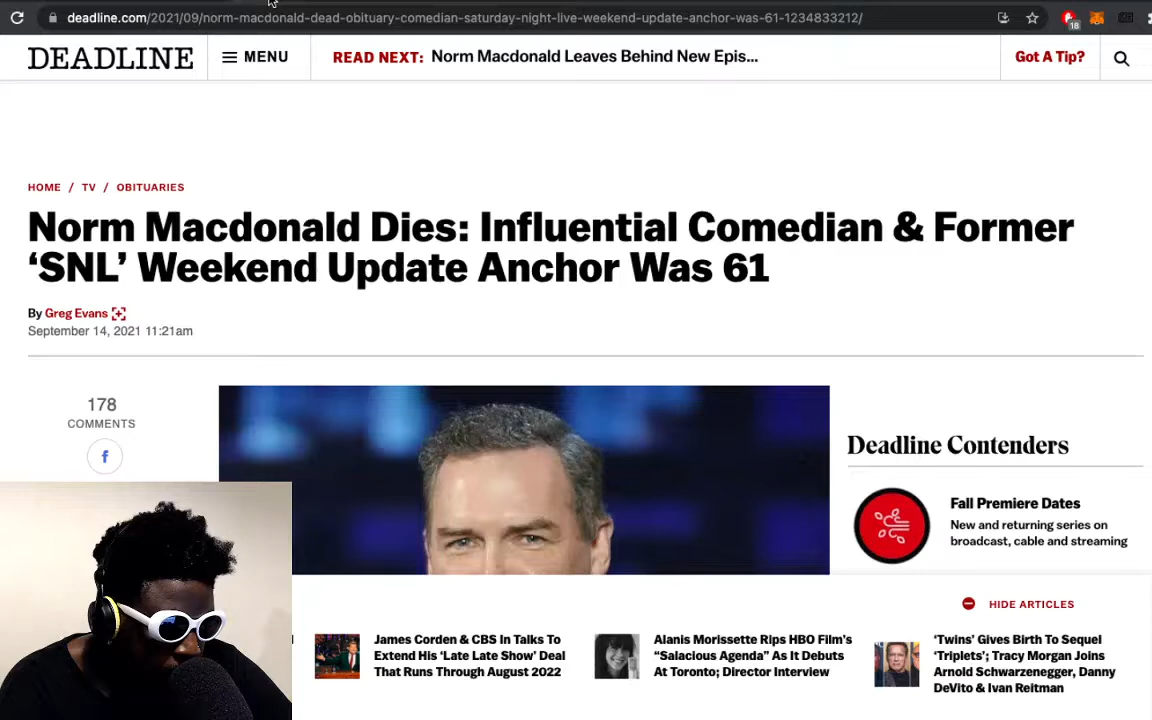 deadline.com/2021/09/norm-macdonald-dead-obituary-comedian-saturday-night-live-weekend-update-anchor-was-61-1234833212/
18
DEADLINE
MENU
READ NEXT: Norm Macdonald Leaves Behind New Epis...
Got A Tip?
HOME / TV / OBITUARIES
Norm Macdonald Dies: Influential Comedian & Former
‘SNL’ Weekend Update Anchor Was 61
By Greg Evans
September 14, 2021 11:21am
178
COMMENTS
f
Deadline Contenders
Fall Premiere Dates
New and returning series on
broadcast, cable and streaming
HIDE ARTICLES
James Corden & CBS In Talks To
Extend His ‘Late Late Show’ Deal
That Runs Through August 2022
Alanis Morissette Rips HBO Film’s
“Salacious Agenda” As It Debuts
At Toronto; Director Interview
‘Twins’ Gives Birth To Sequel
‘Triplets’; Tracy Morgan Joins
Arnold Schwarzenegger, Danny
DeVito & Ivan Reitman